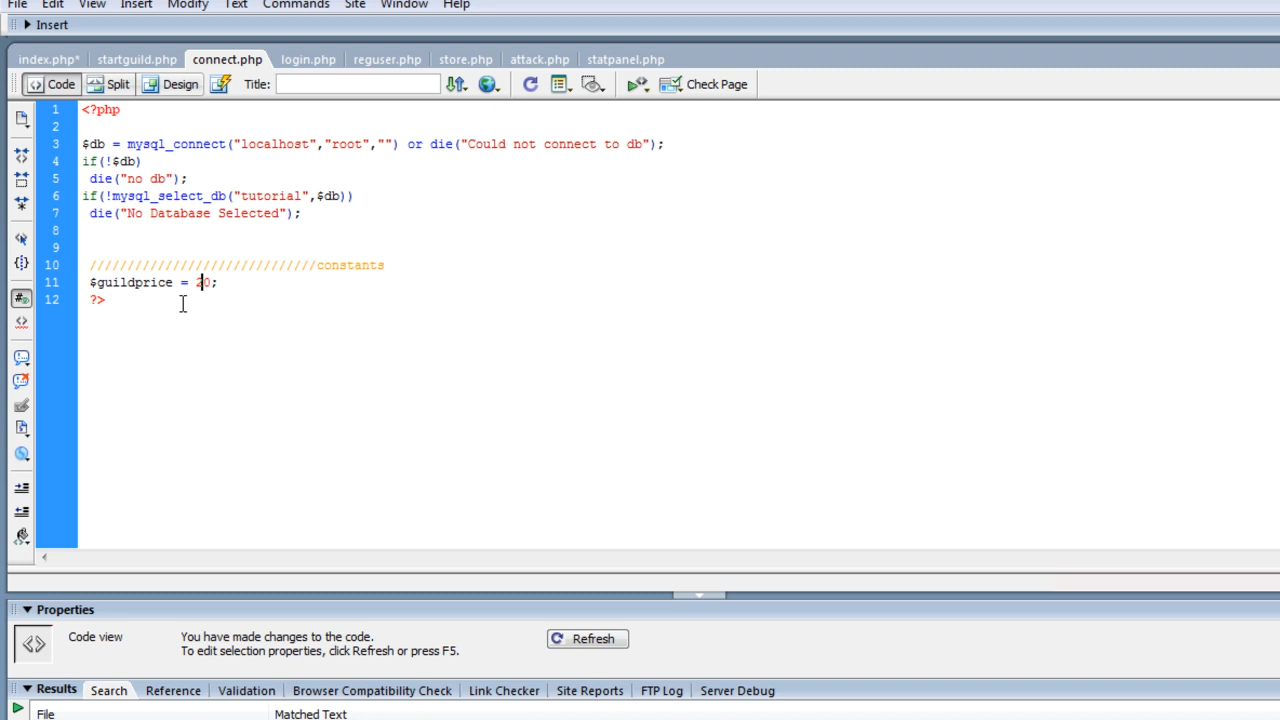 File Edit View Insert Modify Text Commands Site Window Help
Insert
index.php* startguild.php connect.php login.php reguser.php store.php attack.php statpanel.php
Code Split Design Title: Check Page
1 <?php
2
3 $db = mysql_connect("localhost","root","") or die("Could not connect to db");
4 if(!$db)
5 die("no db");
6 if(!mysql_select_db("tutorial",$db))
7 die("No Database Selected");
8
9
10 //////////////////////////////constants
11 $guildprice = 20;
12 ?>
Properties
Code view You have made changes to the code. Refresh
To edit selection properties, click Refresh or press F5.
Results Search Reference Validation Browser Compatibility Check Link Checker Site Reports FTP Log Server Debug
File Matched Text